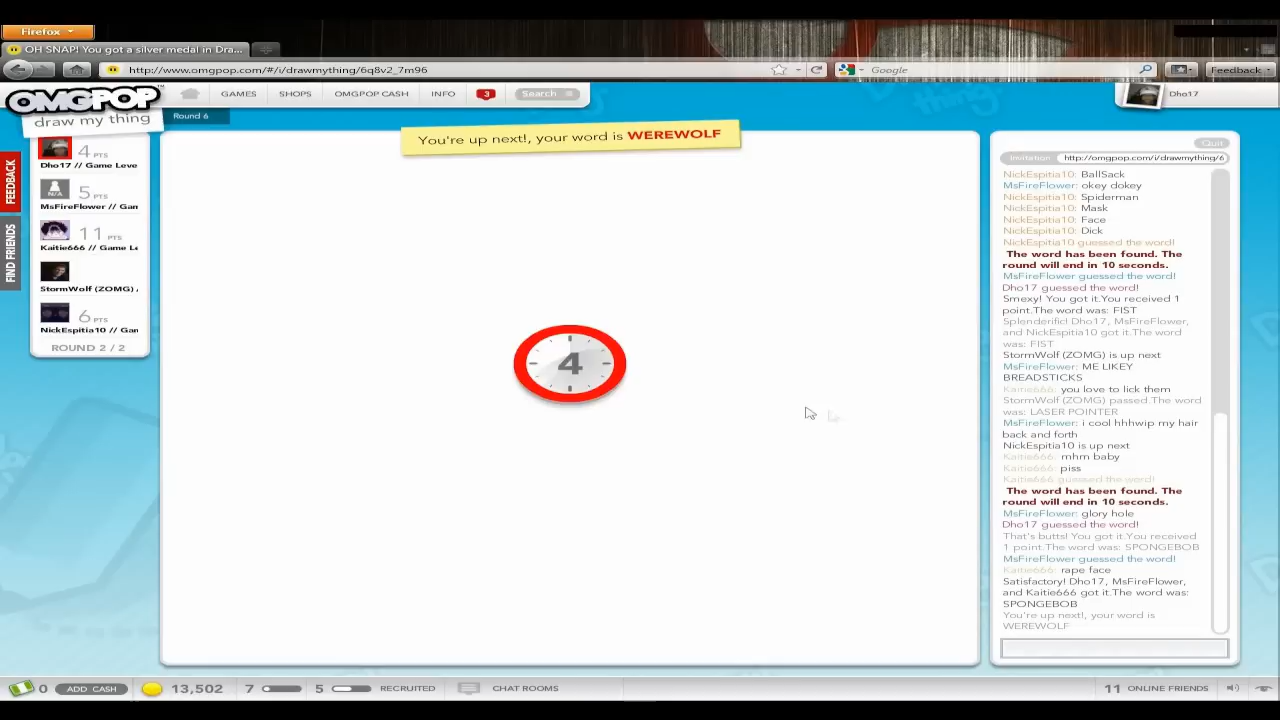 Firefox
OH SNAP! You got a silver medal in Dra...
http://www.omgpop.com/#/i/drawmything/6q8v2_7m96
Google
Feedback
OMGPOP
GAMES
SHOPS
OMGPOP CASH
INFO
3
Search
Dho17
draw my thing
Round 6
You're up next!, your word is WEREWOLF
FEEDBACK
FIND FRIENDS
4 PTS
Dho17 // Game Leve
N/A
5 PTS
MsFireFlower // Gam
11 PTS
Kaitie666 // Game Le
StormWolf (ZOMG) /
6 PTS
NickEspitia10 // Gam
ROUND 2 / 2
4
Quit
Invitation
http://omgpop.com/i/drawmything/6
NickEspitia10: BallSack
MsFireFlower: okey dokey
NickEspitia10: Spiderman
NickEspitia10: Mask
NickEspitia10: Face
NickEspitia10: Dick
NickEspitia10 guessed the word!
The word has been found. The
round will end in 10 seconds.
MsFireFlower guessed the word!
Dho17 guessed the word!
Smexy! You got it.You received 1
point.The word was: FIST
Splenderific! Dho17, MsFireFlower,
and NickEspitia10 got it.The word
was: FIST
StormWolf (ZOMG) is up next
MsFireFlower: ME LIKEY
BREADSTICKS
Kaitie666: you love to lick them
StormWolf (ZOMG) passed.The word
was: LASER POINTER
MsFireFlower: i cool hhhwip my hair
back and forth
NickEspitia10 is up next
Kaitie666: mhm baby
Kaitie666: piss
Kaitie666 guessed the word!
The word has been found. The
round will end in 10 seconds.
MsFireFlower: glory hole
Dho17 guessed the word!
That's butts! You got it.You received
1 point.The word was: SPONGEBOB
MsFireFlower guessed the word!
Kaitie666: rape face
Satisfactory! Dho17, MsFireFlower,
and Kaitie666 got it.The word was:
SPONGEBOB
You're up next!, your word is
WEREWOLF
0
ADD CASH
13,502
7
5
RECRUITED
CHAT ROOMS
11 ONLINE FRIENDS